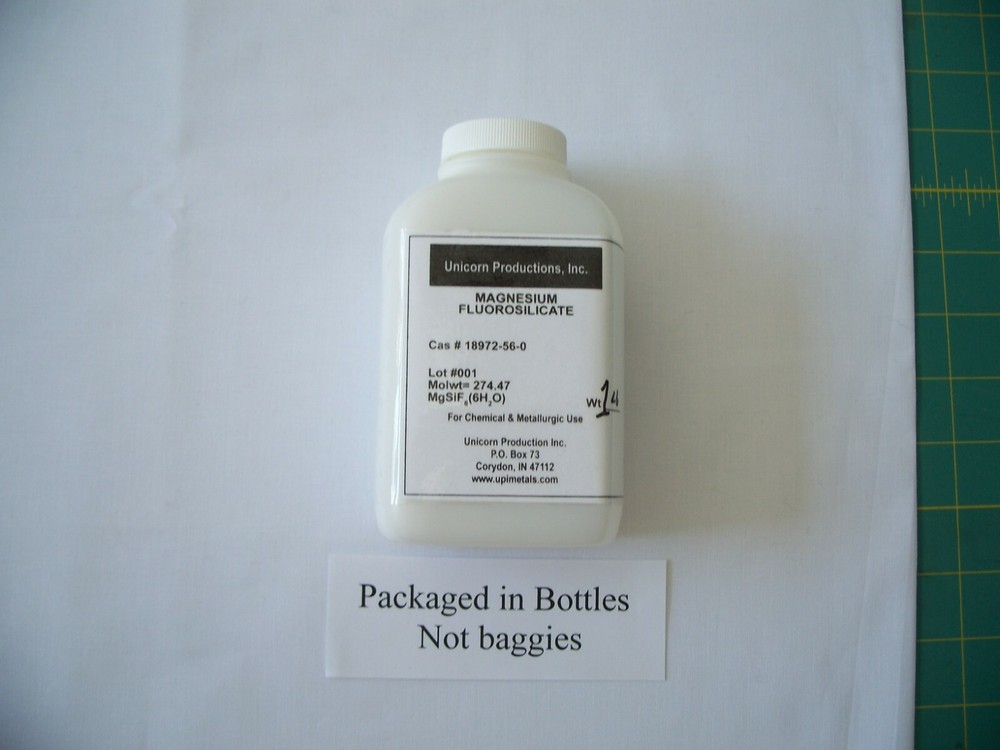 Unicorn Productions, Inc.
MAGNESIUM
FLUOROSILICATE
Cas # 18972-56-0
Lot #001
Molwt= 274.47
MgSiF₆(6H₂O)
Wt
For Chemical & Metallurgic Use
Unicorn Production Inc.
P.O. Box 73
Corydon, IN 47112
www.upimetals.com
Packaged in Bottles
Not baggies